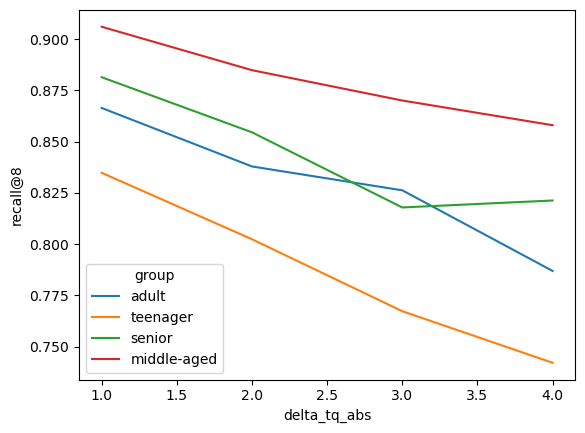 0.900
0.875
0.850
0.825
0.800
0.775
0.750
recall@8
group
adult
teenager
senior
middle-aged
1.0 1.5 2.0 2.5 3.0 3.5 4.0
delta_tq_abs